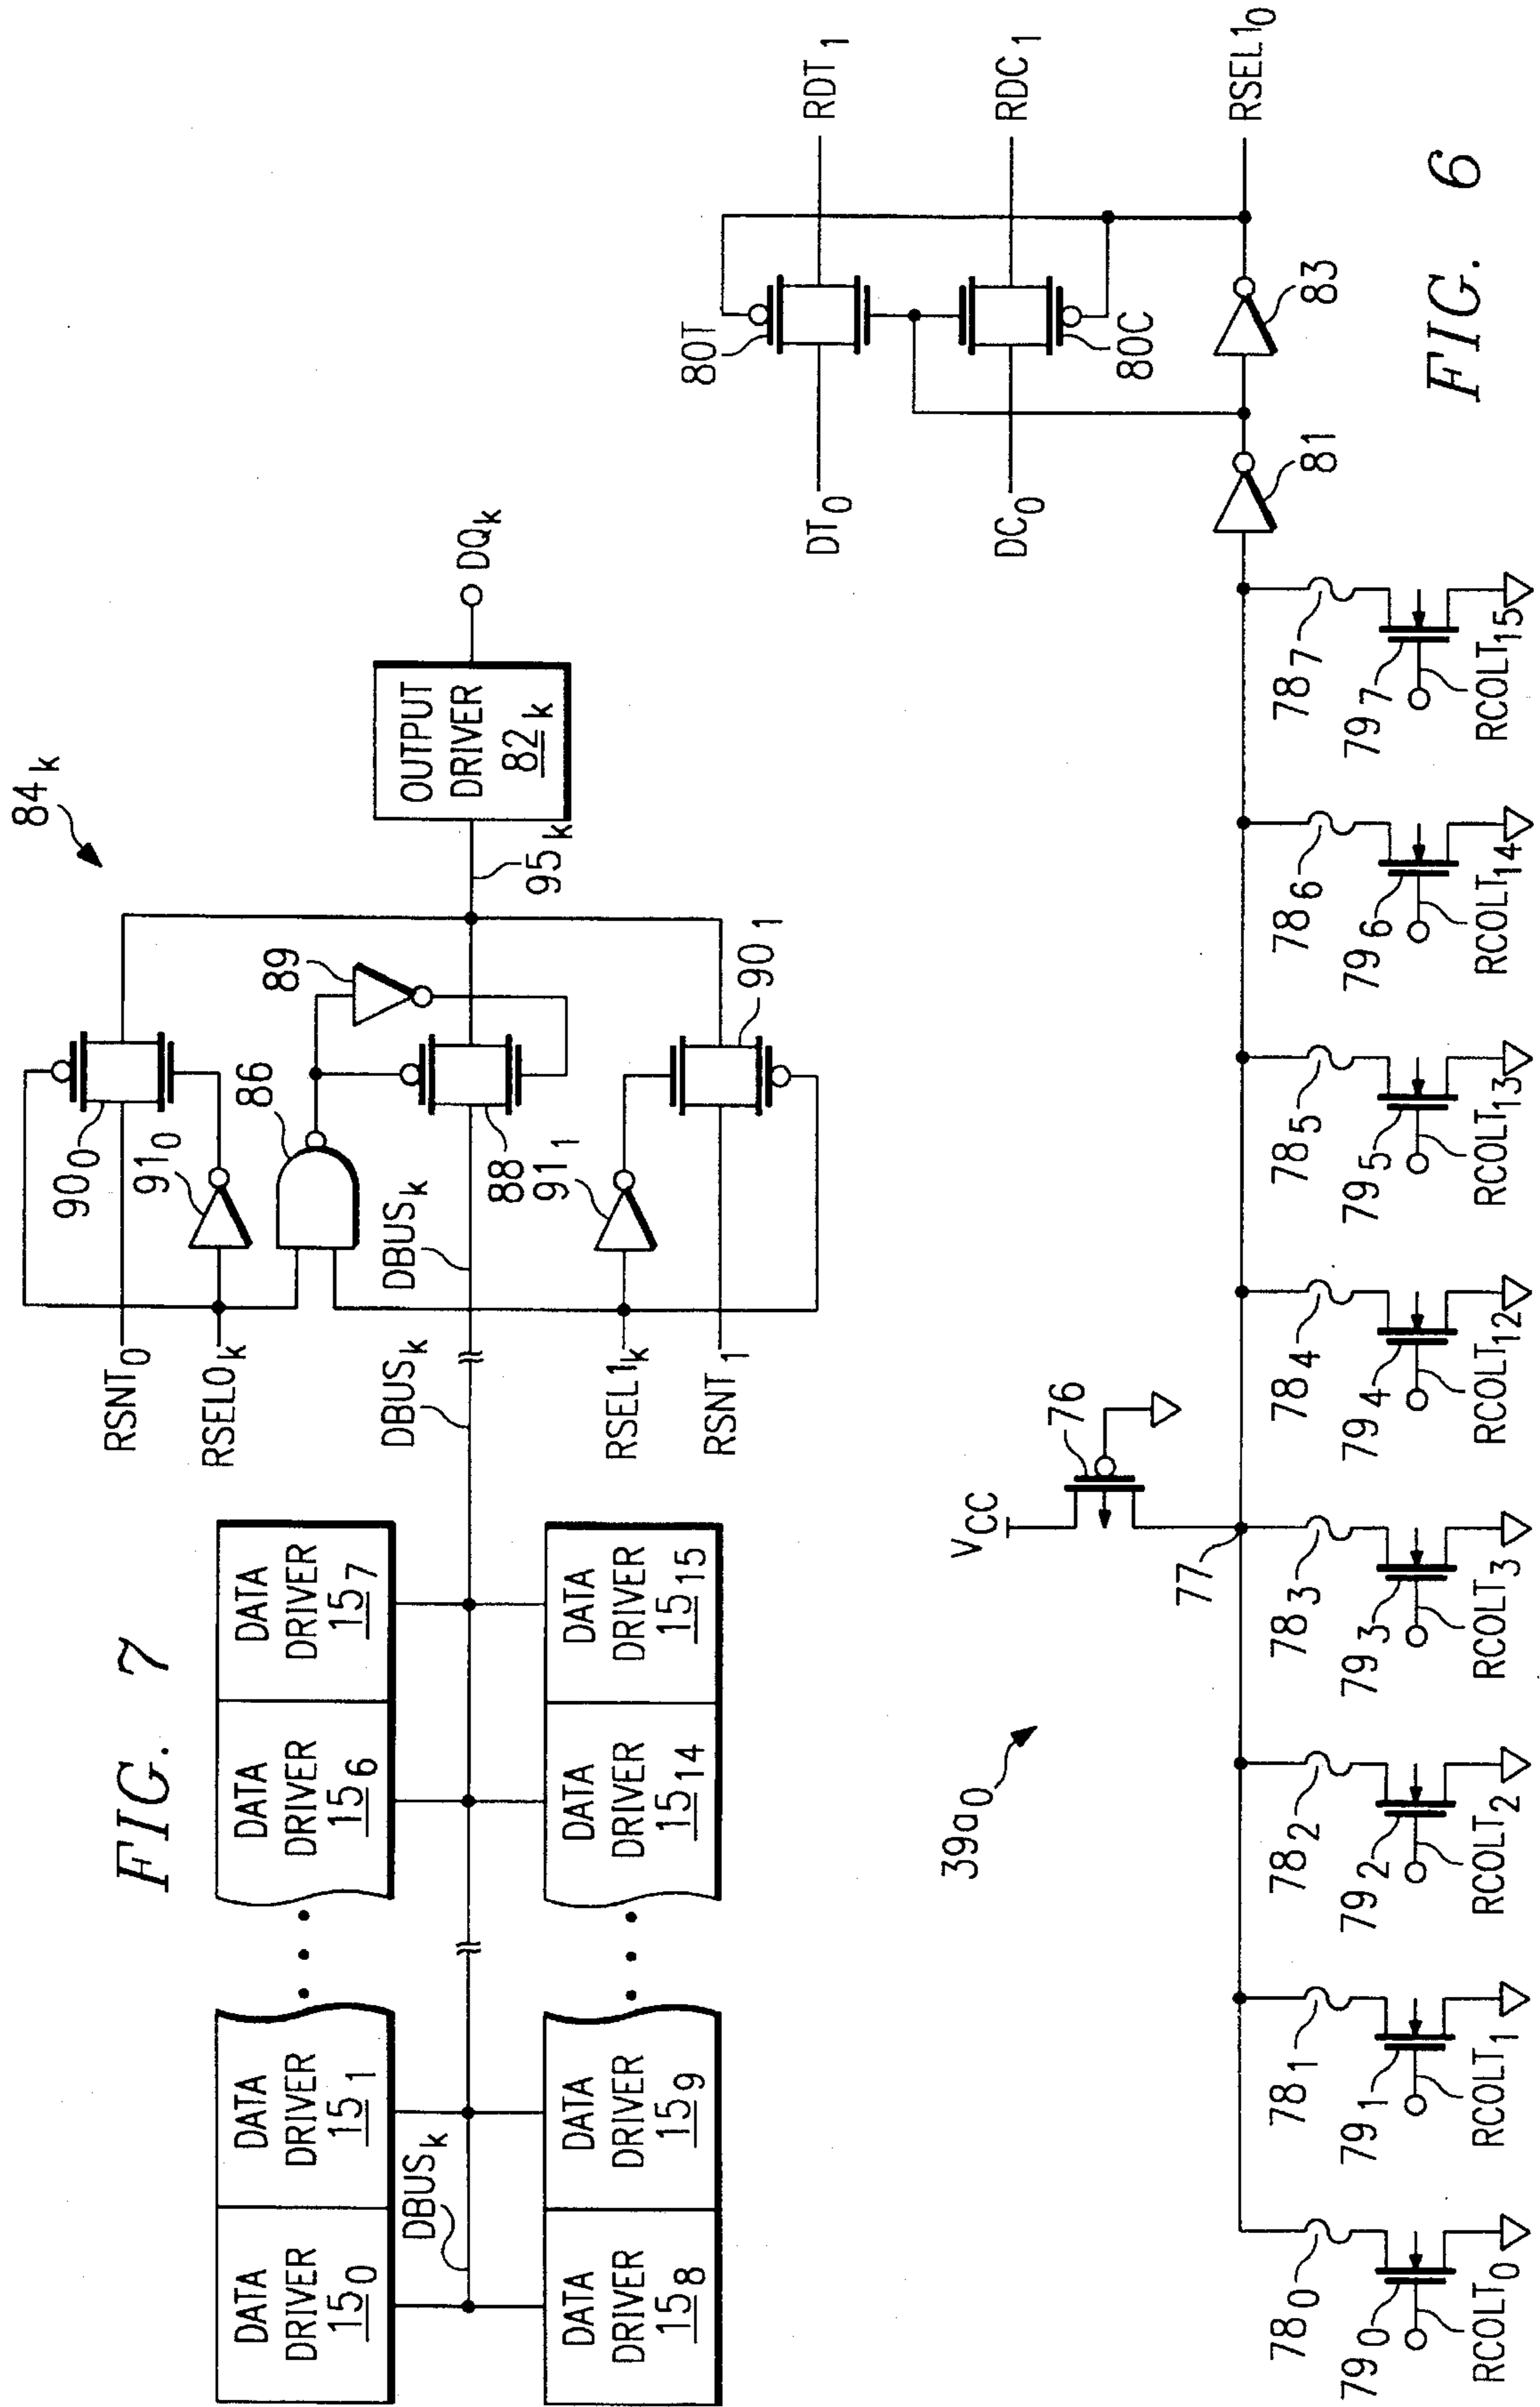 FIG. 7
DATA DRIVER 15₀
DATA DRIVER 15₁
DATA DRIVER 15₆
DATA DRIVER 15₇
DATA DRIVER 15₈
DATA DRIVER 15₉
DATA DRIVER 15₁₄
DATA DRIVER 15₁₅
DBUSₖ
DBUSₖ
DBUSₖ
RSNT₀
RSEL0ₖ
RSEL1ₖ
RSNT₁
90₀
91₀
86
89
88
91₁
90₁
84ₖ
95ₖ
OUTPUT
DRIVER
82ₖ
DQₖ
FIG. 6
39a₀
V_CC
76
77
78₀
79₀
RCOLT₀
78₁
79₁
RCOLT₁
78₂
79₂
RCOLT₂
78₃
79₃
RCOLT₃
78₄
79₄
RCOLT₁₂
78₅
79₅
RCOLT₁₃
78₆
79₆
RCOLT₁₄
78₇
79₇
RCOLT₁₅
81
83
DT₀
DC₀
80T
80C
RDT₁
RDC₁
RSEL1₀